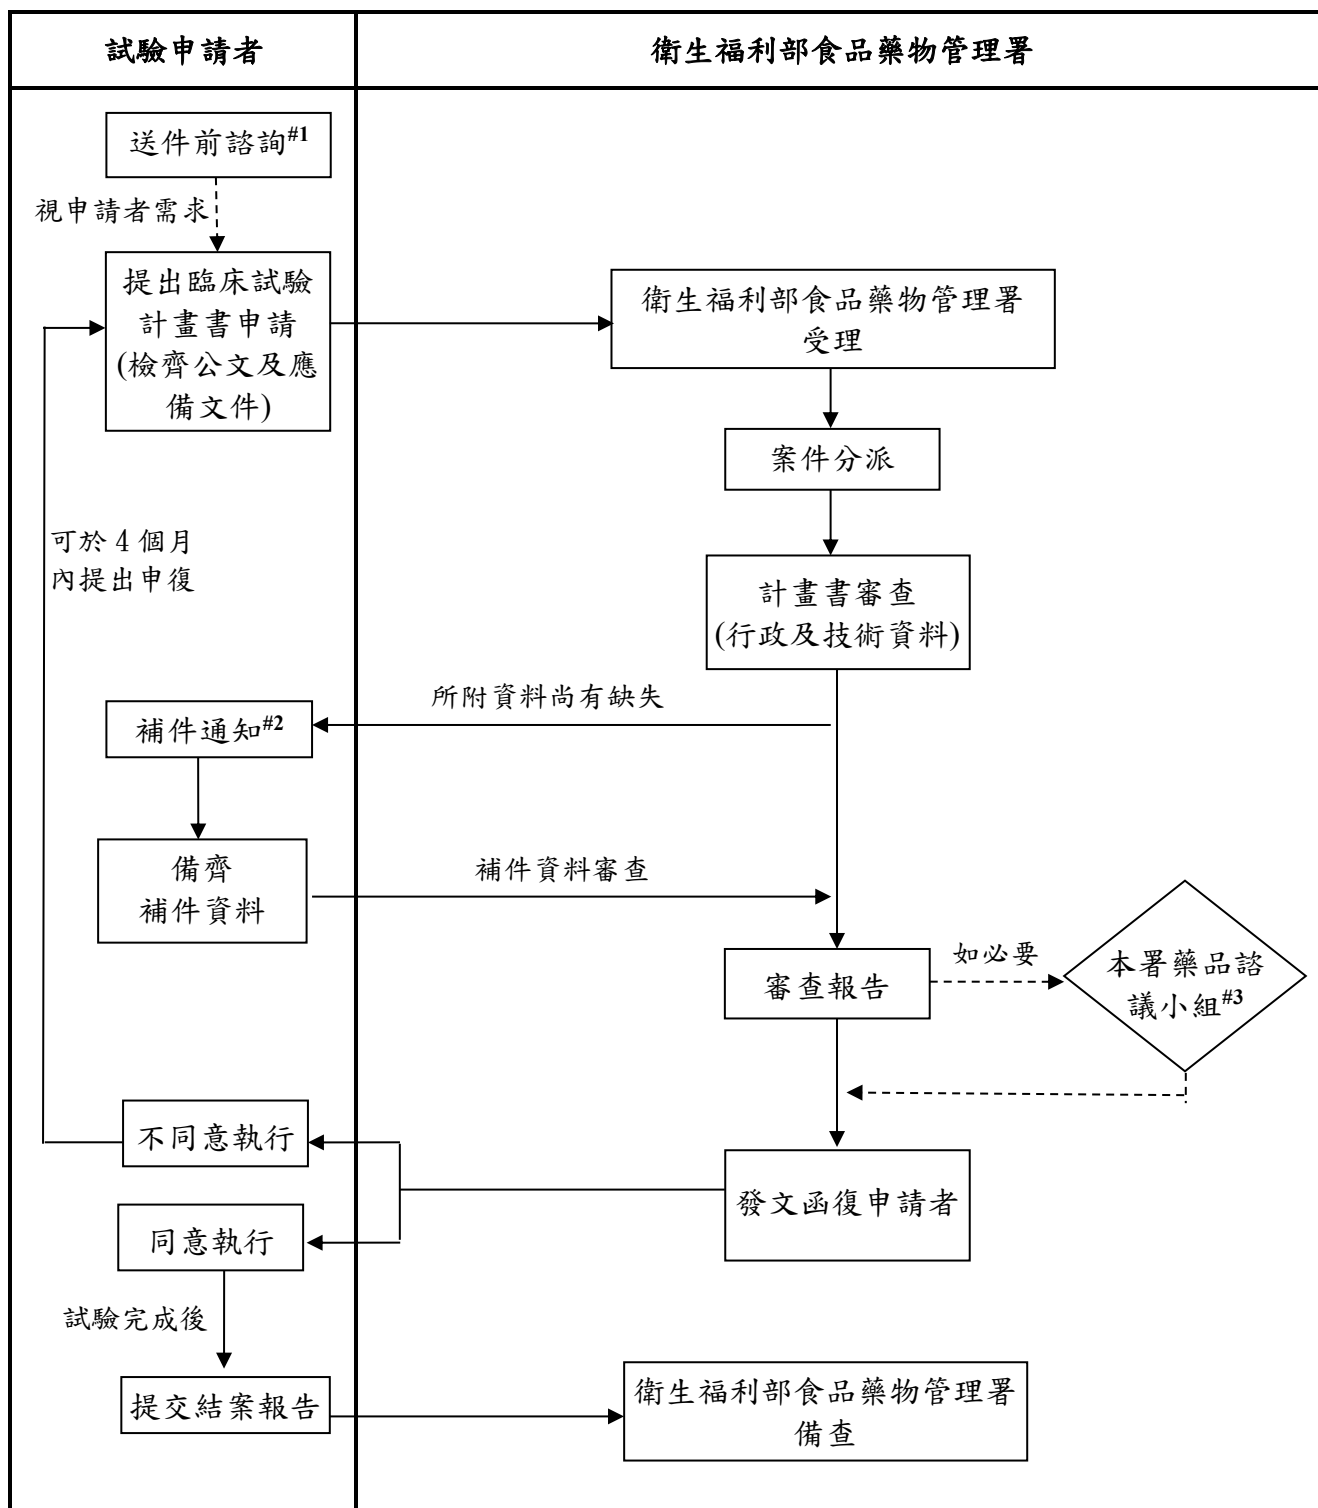 試驗申請者
衛生福利部食品藥物管理署
送件前諮詢#1
視申請者需求
提出臨床試驗
計畫書申請
(檢齊公文及應
備文件)
衛生福利部食品藥物管理署
受理
案件分派
可於 4 個月
內提出申復
計畫書審查
(行政及技術資料)
所附資料尚有缺失
補件通知#2
備齊
補件資料
補件資料審查
審查報告
如必要
本署藥品諮
議小組#3
不同意執行
發文函復申請者
同意執行
試驗完成後
提交結案報告
衛生福利部食品藥物管理署
備查